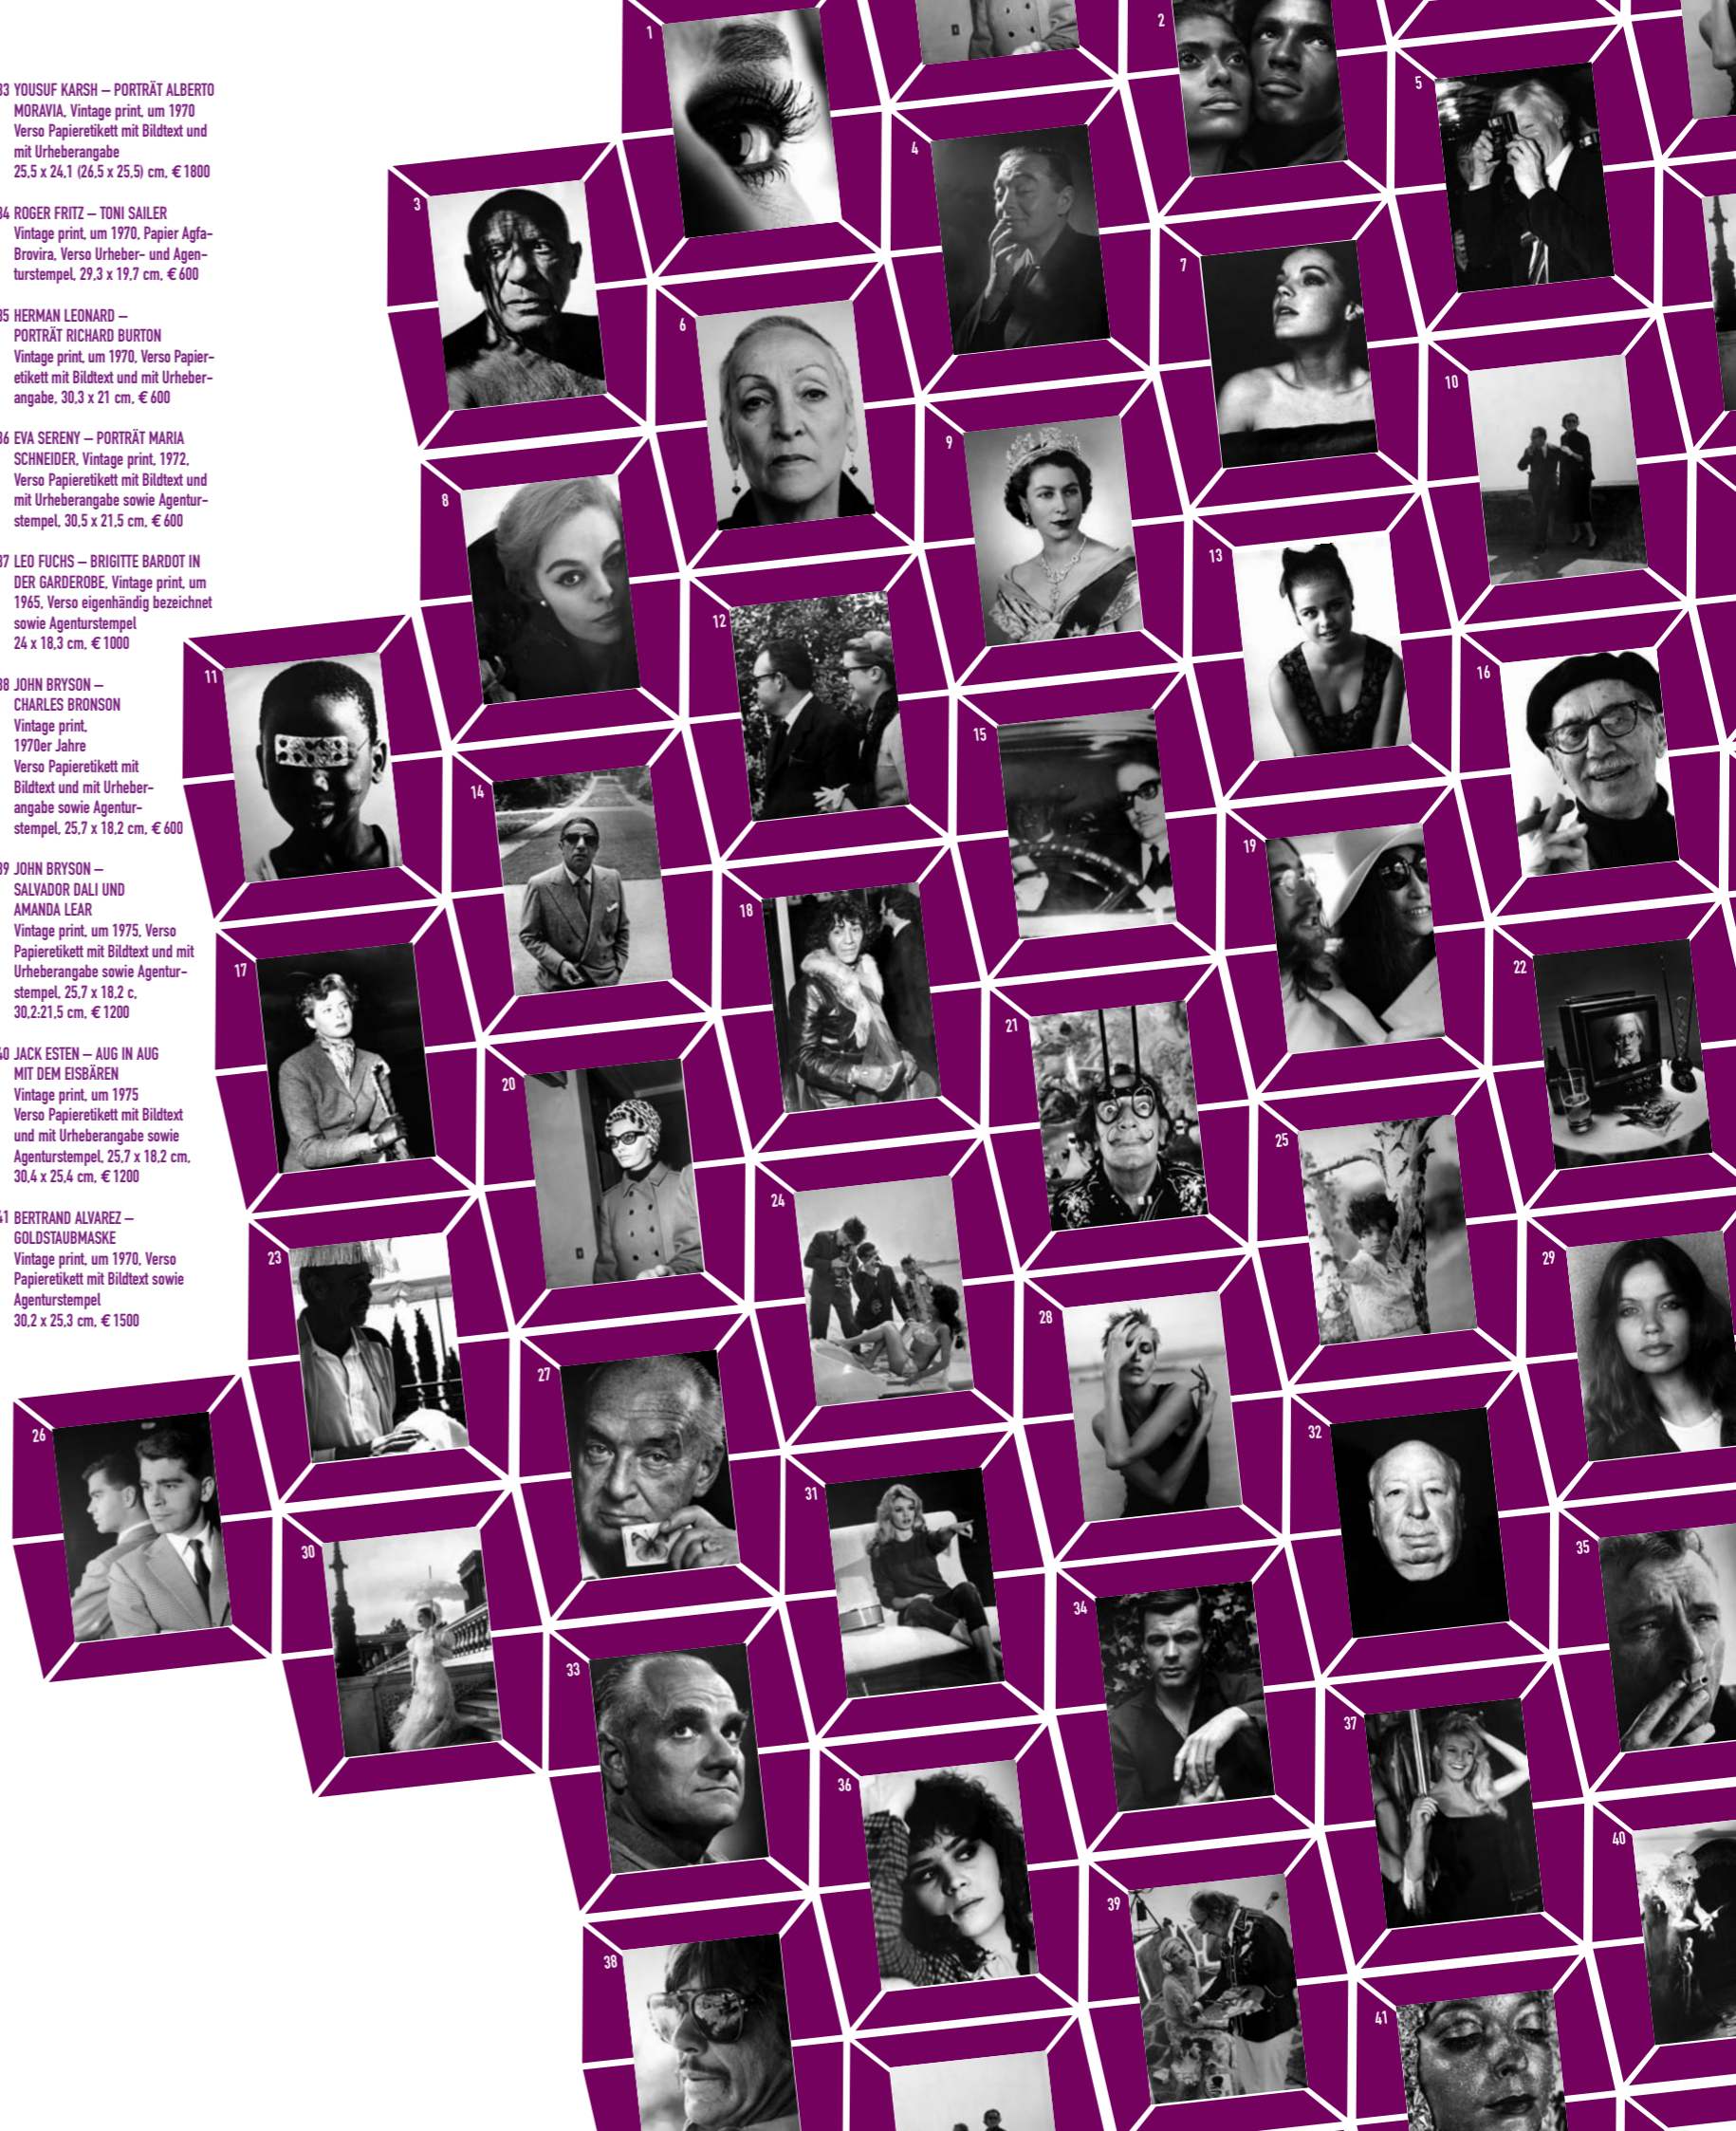 33 YOUSUF KARSH – PORTRÄT ALBERTO
MORAVIA, Vintage print, um 1970
Verso Papieretikett mit Bildtext und
mit Urheberangabe
25,5 x 24,1 (26,5 x 25,5) cm, € 1800
34 ROGER FRITZ – TONI SAILER
Vintage print, um 1970, Papier Agfa-
Brovira, Verso Urheber- und Agen-
turstempel, 29,3 x 19,7 cm, € 600
35 HERMAN LEONARD –
PORTRÄT RICHARD BURTON
Vintage print, um 1970, Verso Papier-
etikett mit Bildtext und mit Urheber-
angabe, 30,3 x 21 cm, € 600
36 EVA SERENY – PORTRÄT MARIA
SCHNEIDER, Vintage print, 1972,
Verso Papieretikett mit Bildtext und
mit Urheberangabe sowie Agentur-
stempel, 30,5 x 21,5 cm, € 600
37 LEO FUCHS – BRIGITTE BARDOT IN
DER GARDEROBE, Vintage print, um
1965, Verso eigenhändig bezeichnet
sowie Agenturstempel
24 x 18,3 cm, € 1000
38 JOHN BRYSON –
CHARLES BRONSON
Vintage print,
1970er Jahre
Verso Papieretikett mit
Bildtext und mit Urheber-
angabe sowie Agentur-
stempel, 25,7 x 18,2 cm, € 600
39 JOHN BRYSON –
SALVADOR DALI UND
AMANDA LEAR
Vintage print, um 1975, Verso
Papieretikett mit Bildtext und mit
Urheberangabe sowie Agentur-
stempel, 25,7 x 18,2 c,
30,2:21,5 cm, € 1200
40 JACK ESTEN – AUG IN AUG
MIT DEM EISBÄREN
Vintage print, um 1975
Verso Papieretikett mit Bildtext
und mit Urheberangabe sowie
Agenturstempel, 25,7 x 18,2 cm,
30,4 x 25,4 cm, € 1200
41 BERTRAND ALVAREZ –
GOLDSTAUBMASKE
Vintage print, um 1970, Verso
Papieretikett mit Bildtext sowie
Agenturstempel
30,2 x 25,3 cm, € 1500
1
2
3
4
5
6
7
8
9
10
11
12
13
14
15
16
17
18
19
20
21
22
23
24
25
26
27
28
29
30
31
32
33
34
35
36
37
38
39
40
41